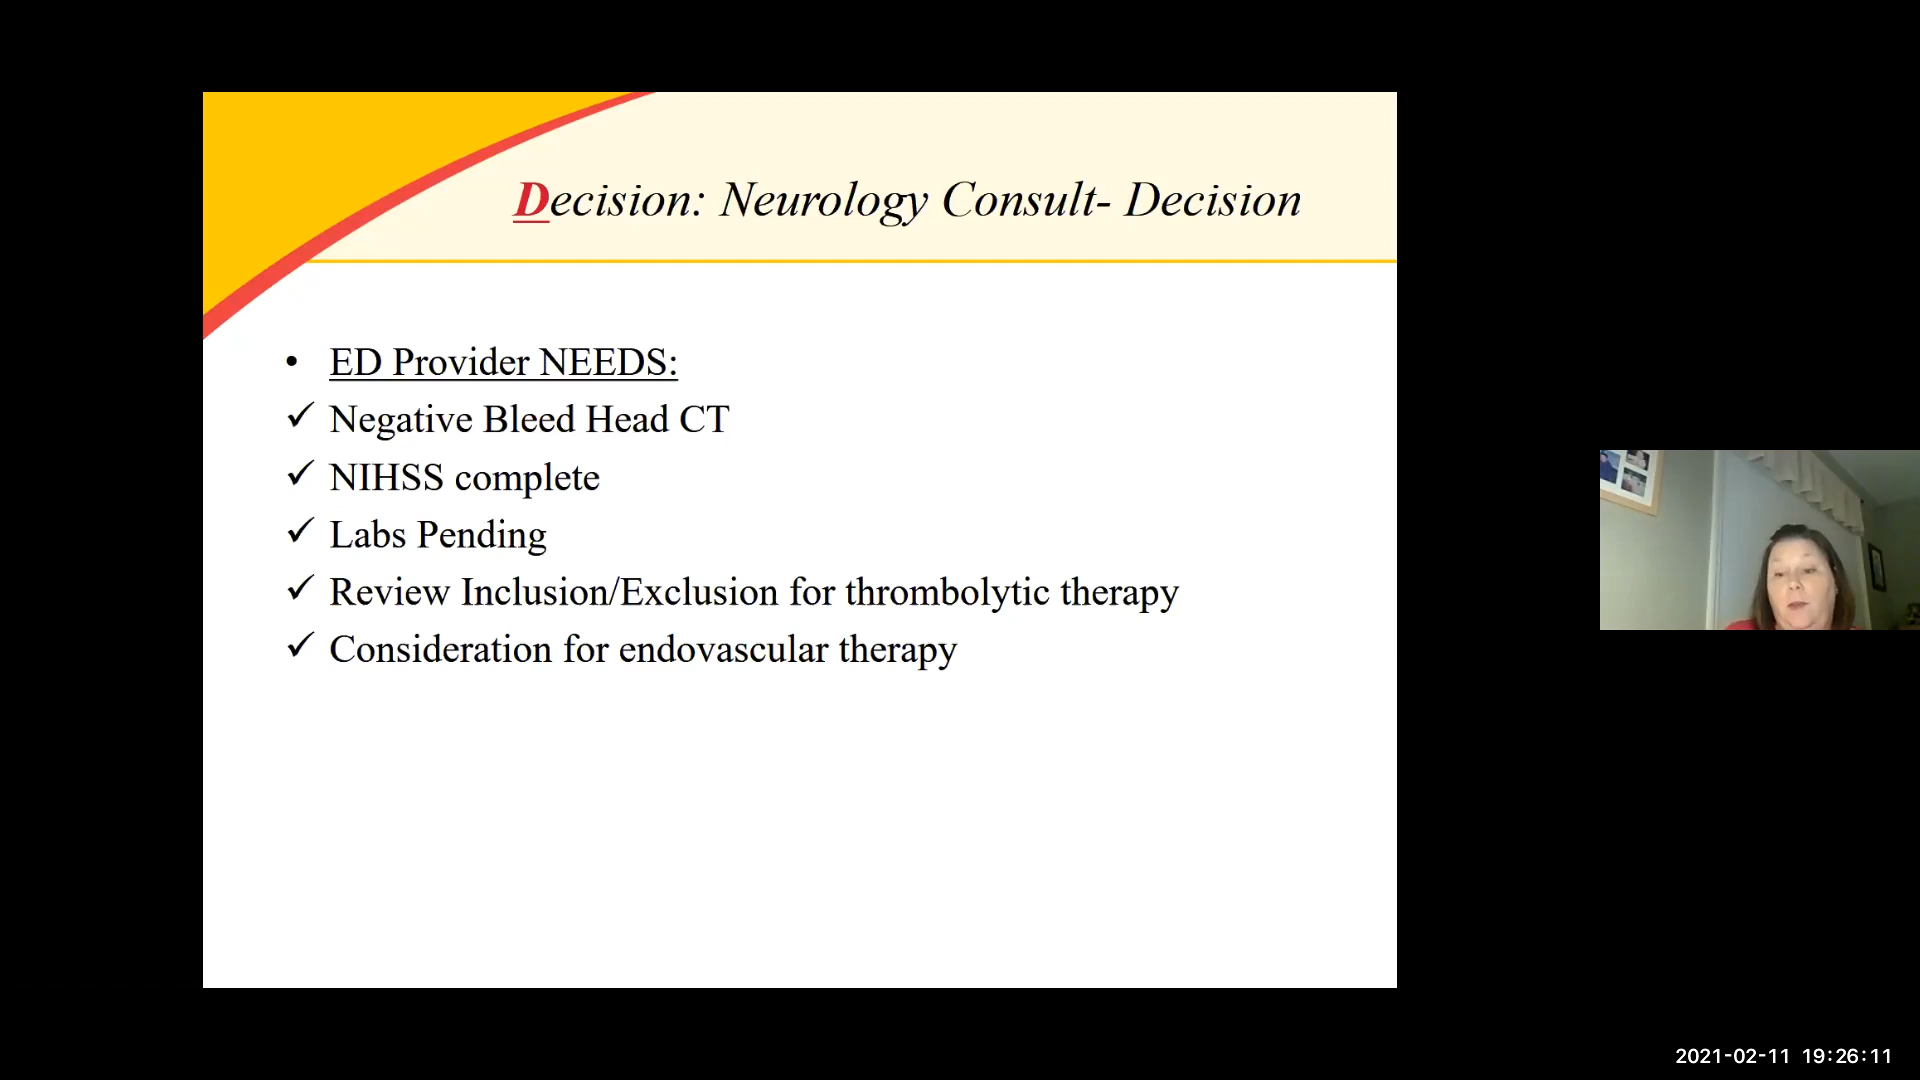 Decision: Neurology Consult- Decision
• ED Provider NEEDS:
✓ Negative Bleed Head CT
✓ NIHSS complete
✓ Labs Pending
✓ Review Inclusion/Exclusion for thrombolytic therapy
✓ Consideration for endovascular therapy
2021-02-11 19:26:11